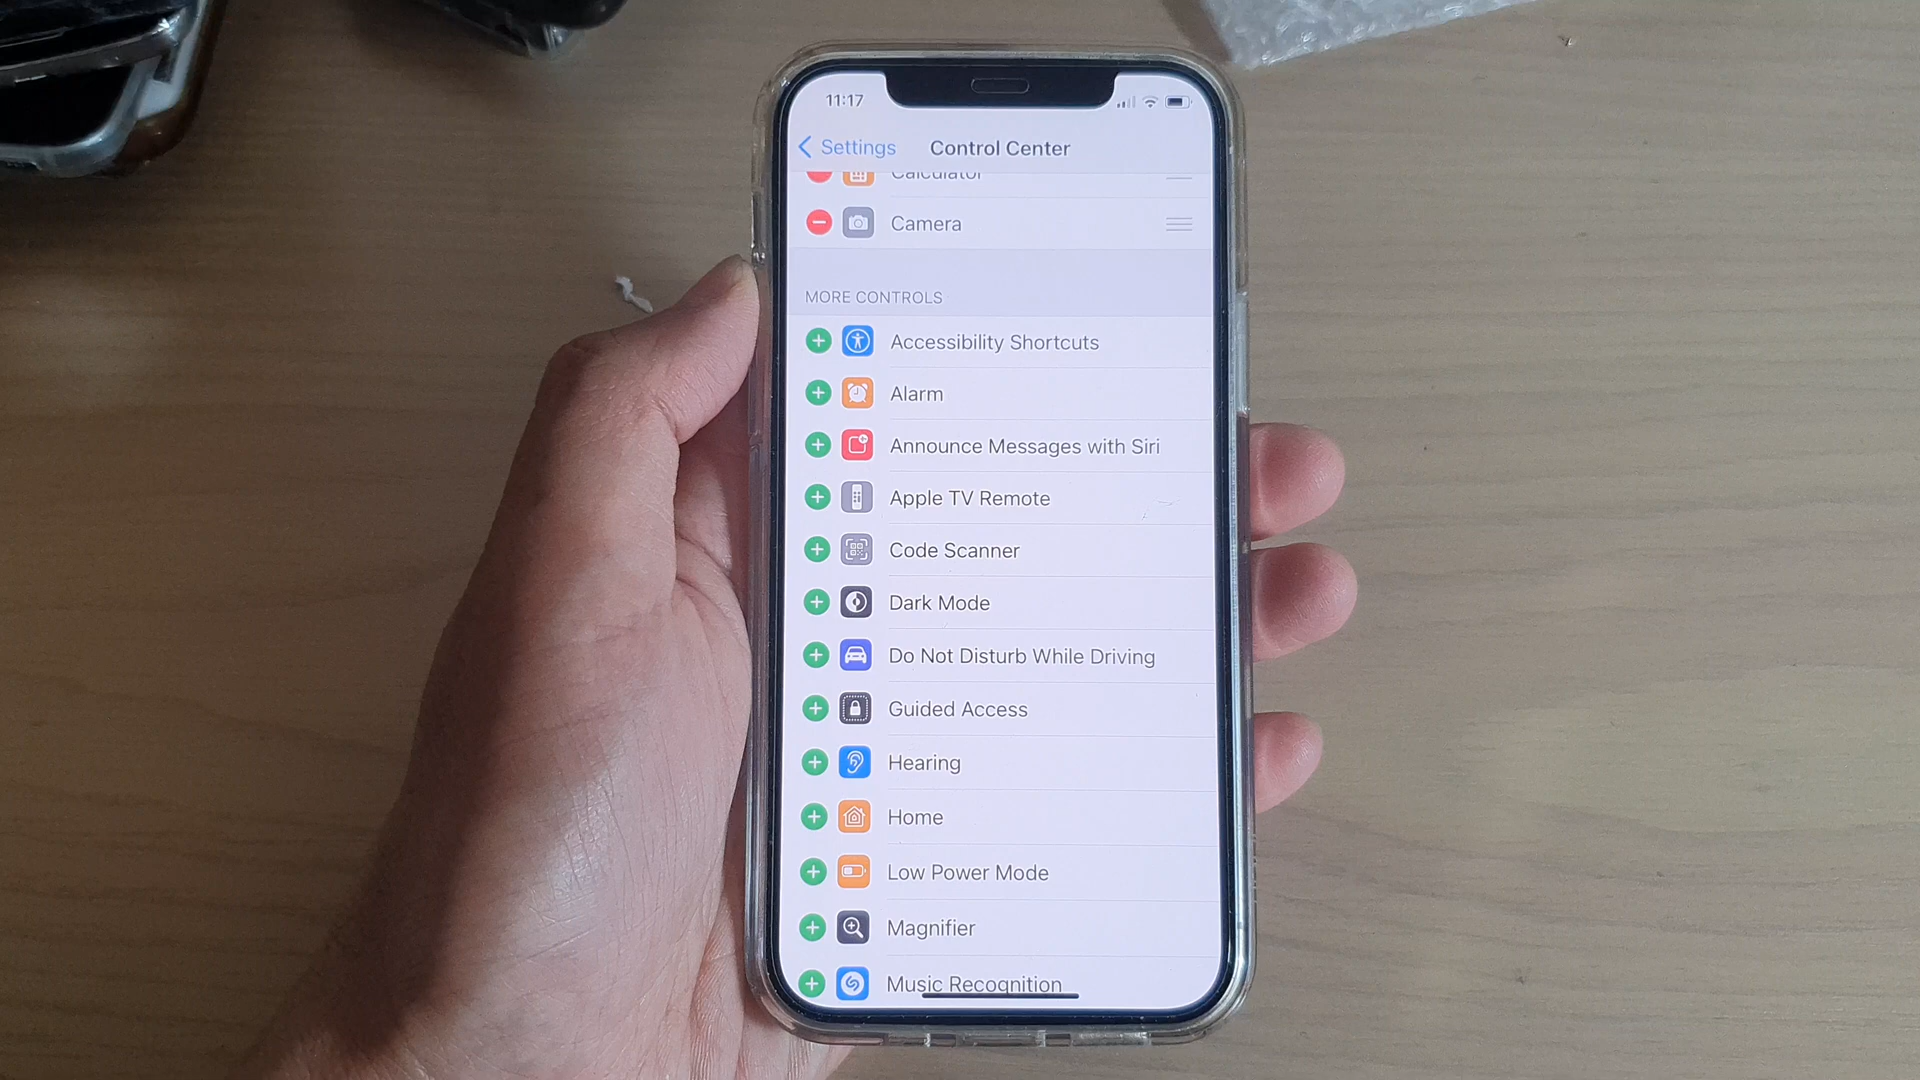 11:17
Settings
Control Center
Calculator
Camera
MORE CONTROLS
Accessibility Shortcuts
Alarm
Announce Messages with Siri
Apple TV Remote
Code Scanner
Dark Mode
Do Not Disturb While Driving
Guided Access
Hearing
Home
Low Power Mode
Magnifier
Music Recognition